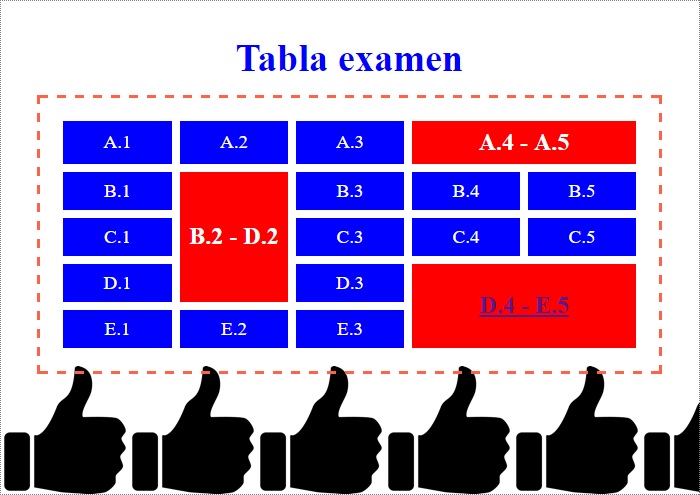 Tabla examen
A.1 A.2 A.3 A.4 - A.5
B.1 B.2 - D.2 B.3 B.4 B.5
C.1 C.3 C.4 C.5
D.1 D.3 D.4 - E.5
E.1 E.2 E.3